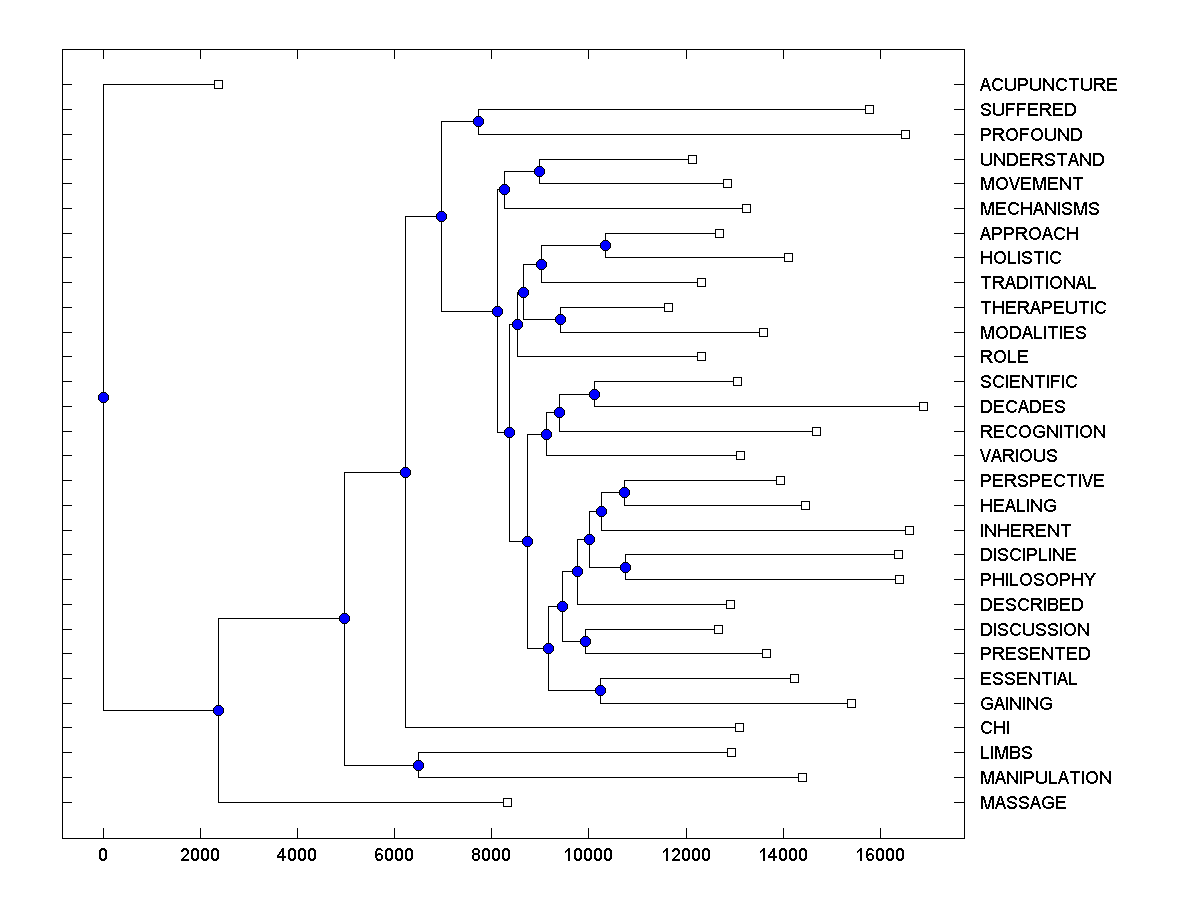 ACUPUNCTURE
SUFFERED
PROFOUND
UNDERSTAND
MOVEMENT
MECHANISMS
APPROACH
HOLISTIC
TRADITIONAL
THERAPEUTIC
MODALITIES
ROLE
SCIENTIFIC
DECADES
RECOGNITION
VARIOUS
PERSPECTIVE
HEALING
INHERENT
DISCIPLINE
PHILOSOPHY
DESCRIBED
DISCUSSION
PRESENTED
ESSENTIAL
GAINING
CHI
LIMBS
MANIPULATION
MASSAGE
0 2000 4000 6000 8000 10000 12000 14000 16000